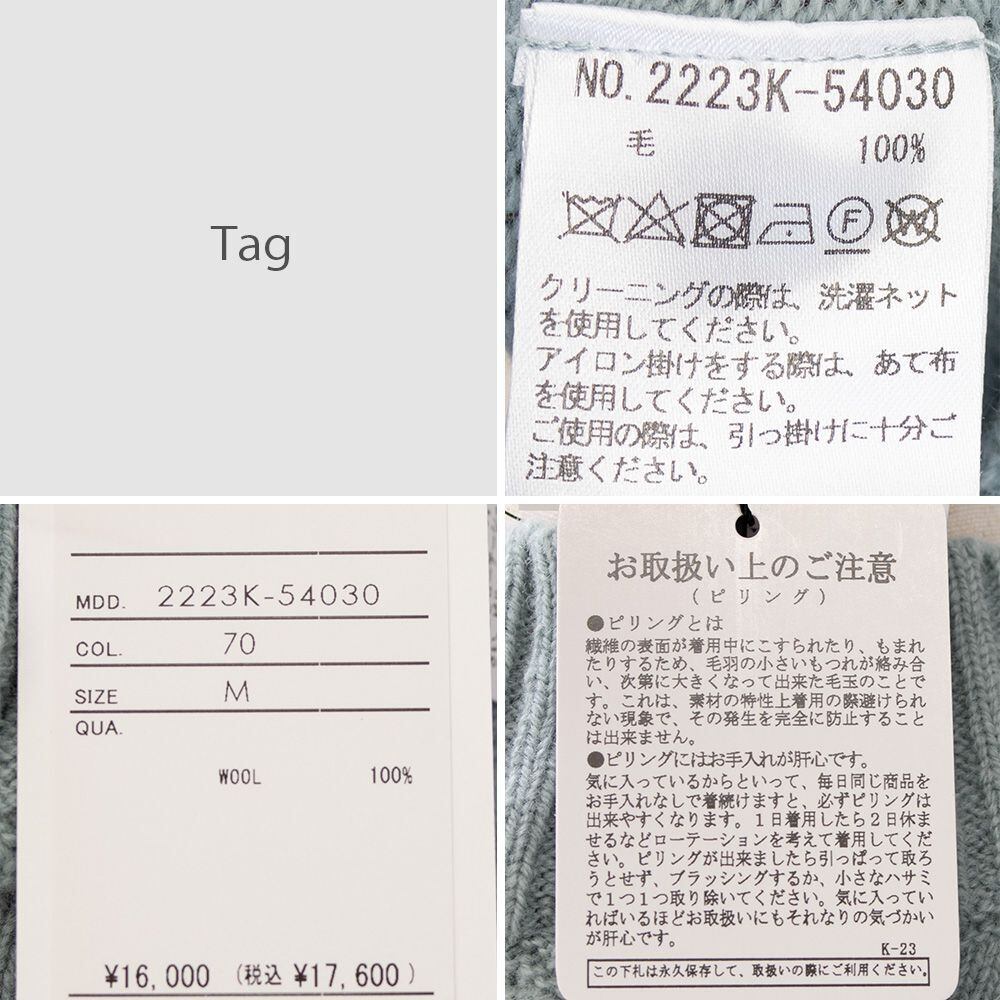 Tag
NO. 2223K-54030
毛 100%
F
W
クリーニングの際は、洗濯ネット
を使用してください。
アイロン掛けをする際は、あて布
を使用してください。
ご使用の際は、引っ掛けに十分ご
注意ください。
MDD. 2223K-54030
COL. 70
SIZE M
QUA.
WOOL 100%
¥16,000 (税込 ¥17,600)
お取扱い上のご注意
(ピリング)
●ピリングとは
繊維の表面が着用中にこすられたり、もまれ
たりするため、毛羽の小さいもつれが絡み合
い、次第に大きくなって出来た毛玉のことで
す。これは、素材の特性上着用の際避けられ
ない現象で、その発生を完全に防止すること
は出来ません。
●ピリングにはお手入れが肝心です。
気に入っているからといって、毎日同じ商品を
お手入れなしで着続けますと、必ずピリングは
出来やすくなります。1日着用したら2日休ま
せるなどローテーションを考えて着用してくだ
さい。ピリングが出来ましたら引っぱって取ろ
うとせず、ブラッシングするか、小さなハサミ
で1つ1つ取り除いてください。気に入ってい
ればいるほどお取扱いにもそれなりの気づかい
が肝心です。
K-23
この下札は永久保存して、取扱いの際にご利用ください。